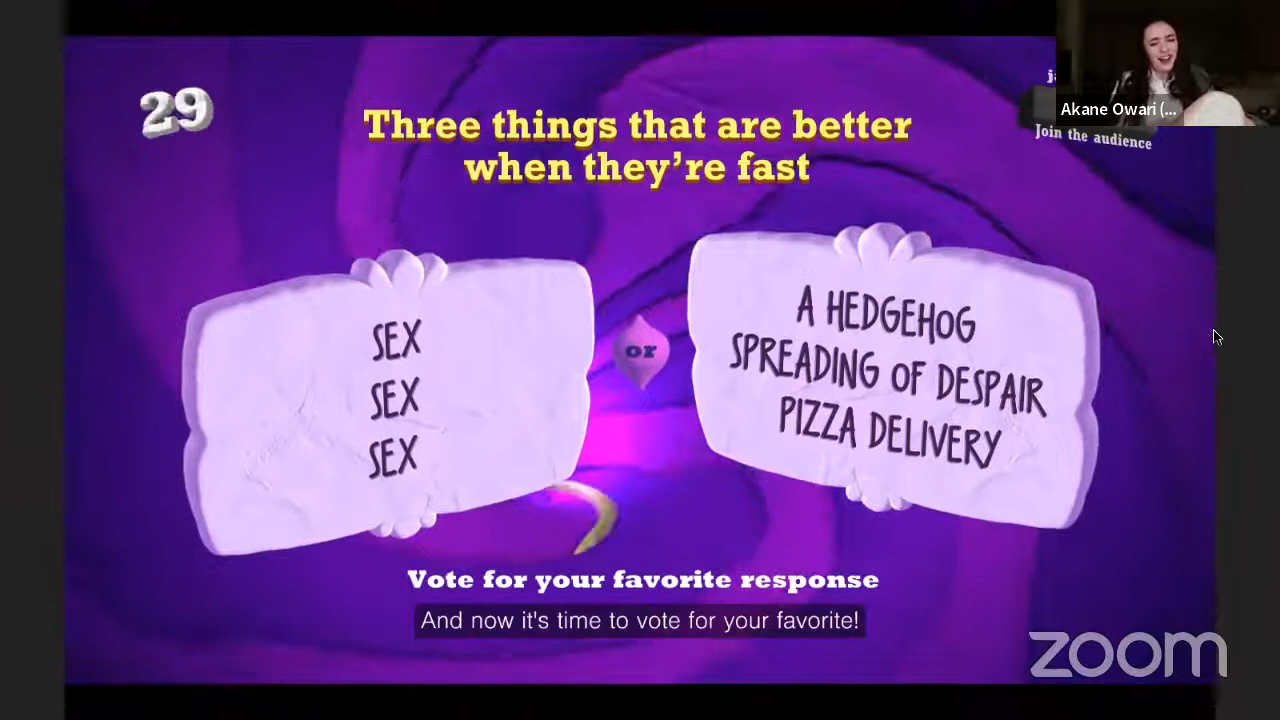 29
Three things that are better
when they're fast
Akane Owari (...
Join the audience
SEX
SEX
SEX
or
A HEDGEHOG
SPREADING OF DESPAIR
PIZZA DELIVERY
Vote for your favorite response
And now it's time to vote for your favorite!
zoom